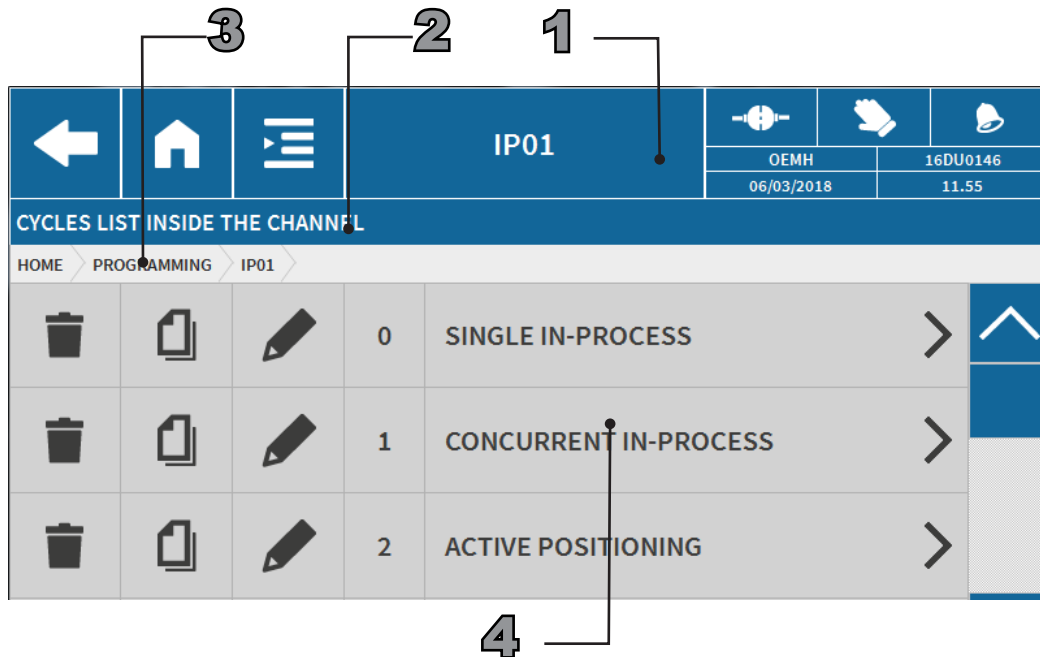 3 2 1
IP01
OEMH 16DU0146
06/03/2018 11.55
CYCLES LIST INSIDE THE CHANNEL
HOME PROGRAMMING IP01
0 SINGLE IN-PROCESS
1 CONCURRENT IN-PROCESS
2 ACTIVE POSITIONING
4